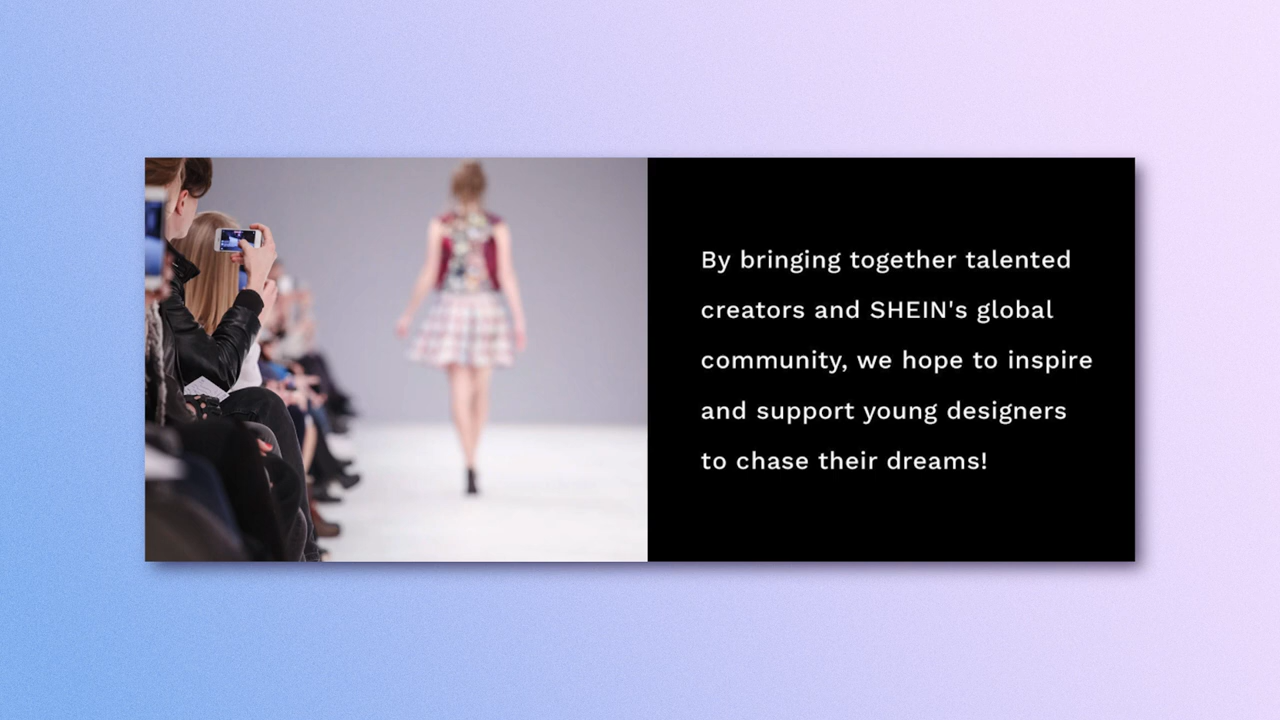 By bringing together talented
creators and SHEIN's global
community, we hope to inspire
and support young designers
to chase their dreams!